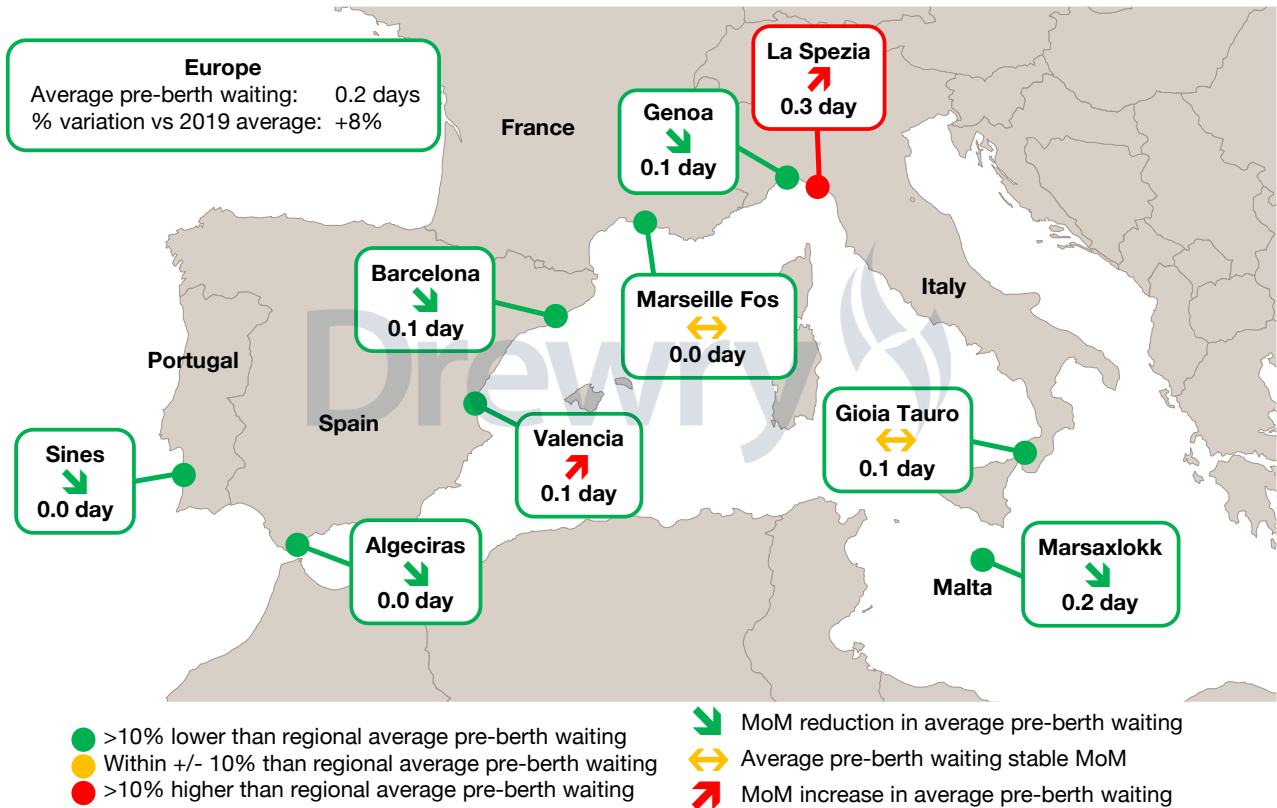 Europe
Average pre-berth waiting: 0.2 days
% variation vs 2019 average: +8%
France
La Spezia
0.3 day
Genoa
0.1 day
Barcelona
0.1 day
Marseille Fos
0.0 day
Italy
Portugal
Drewry
Spain
Gioia Tauro
0.1 day
Valencia
0.1 day
Sines
0.0 day
Algeciras
0.0 day
Malta
Marsaxlokk
0.2 day
>10% lower than regional average pre-berth waiting
Within +/- 10% than regional average pre-berth waiting
>10% higher than regional average pre-berth waiting
MoM reduction in average pre-berth waiting
Average pre-berth waiting stable MoM
MoM increase in average pre-berth waiting